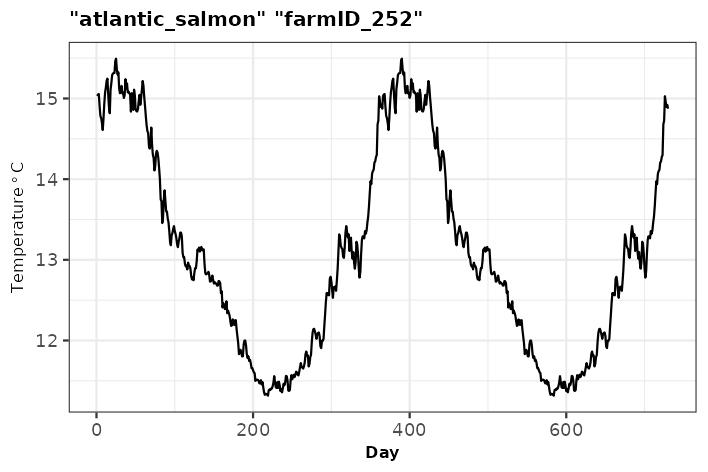 "atlantic_salmon" "farmID_252"
Temperature ° C
15
14
13
12
0
200
400
600
Day